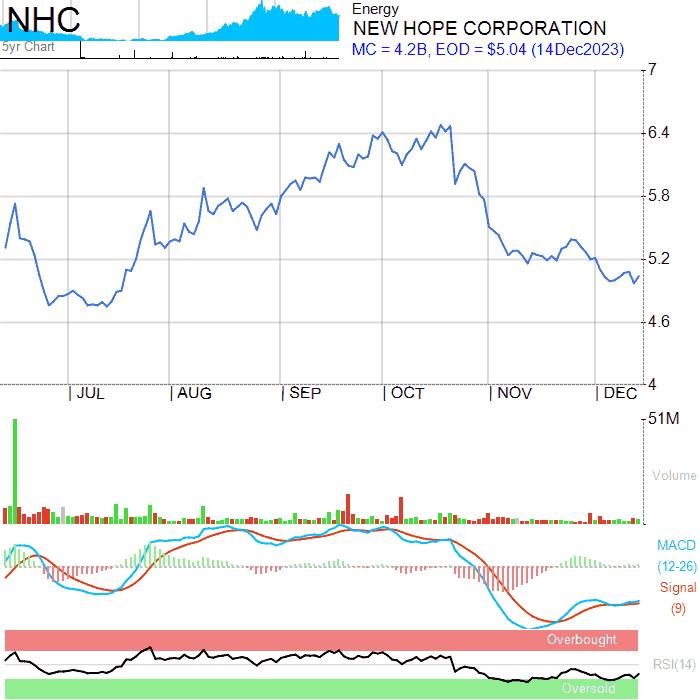 NHC
5yr Chart
Energy
NEW HOPE CORPORATION
MC = 4.2B, EOD = $5.04 (14Dec2023)
7
6.4
5.8
5.2
4.6
4
JUL AUG SEP OCT NOV DEC
51M
Volume
MACD
(12-26)
Signal
(9)
Overbought
RSI(14)
Oversold